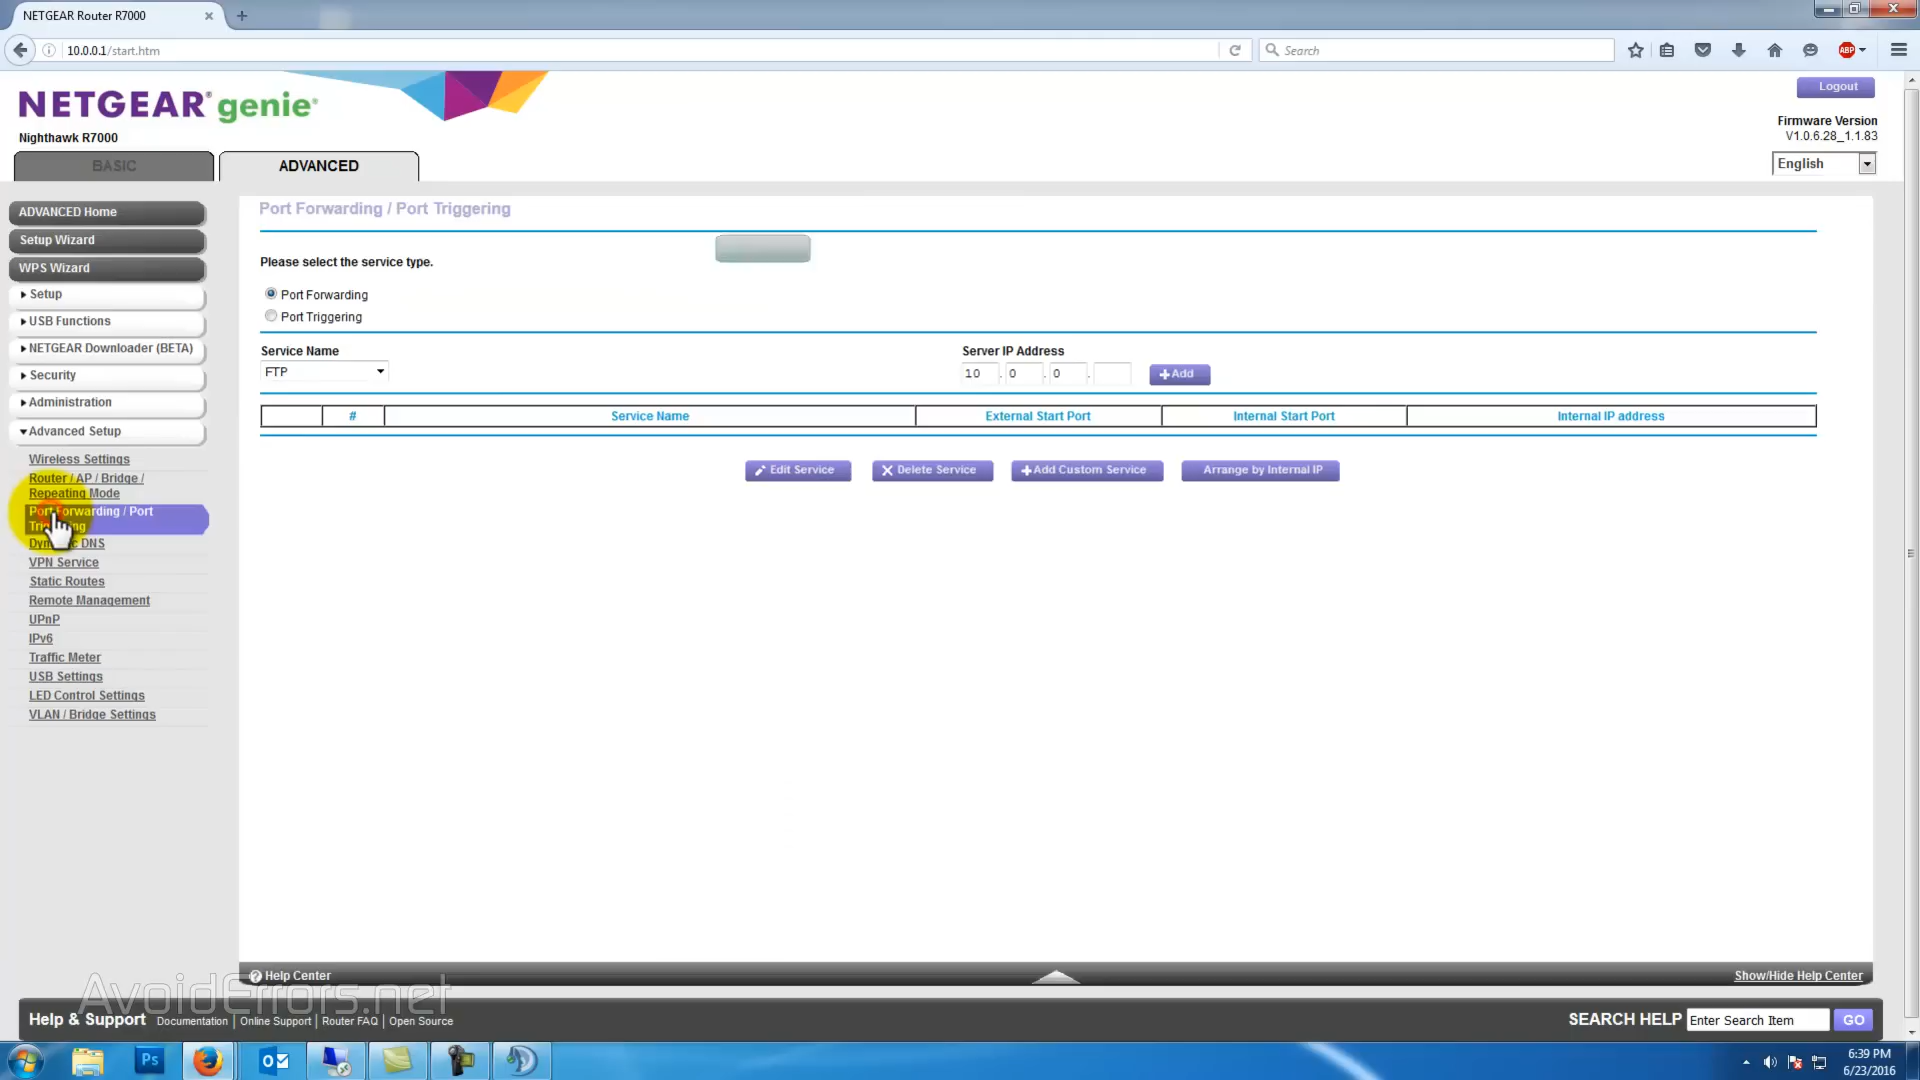 NETGEAR Router R7000
10.0.0.1/start.htm
Search
ABP
NETGEAR® genie®
Nighthawk R7000
Logout
Firmware Version
V1.0.6.28_1.1.83
BASIC
ADVANCED
English
ADVANCED Home
Setup Wizard
WPS Wizard
Setup
USB Functions
NETGEAR Downloader (BETA)
Security
Administration
Advanced Setup
Wireless Settings
Router / AP / Bridge /
Repeating Mode
Port Forwarding / Port
Triggering
Dynamic DNS
VPN Service
Static Routes
Remote Management
UPnP
IPv6
Traffic Meter
USB Settings
LED Control Settings
VLAN / Bridge Settings
Port Forwarding / Port Triggering
Please select the service type.
Port Forwarding
Port Triggering
Service Name
Server IP Address
FTP
10 . 0 . 0 .
+Add
# Service Name External Start Port Internal Start Port Internal IP address
Edit Service
X Delete Service
+Add Custom Service
Arrange by Internal IP
? Help Center
Show/Hide Help Center
AvoidErrors.net
Help & Support Documentation | Online Support | Router FAQ | Open Source
SEARCH HELP Enter Search Item GO
Ps
6:39 PM
6/23/2016